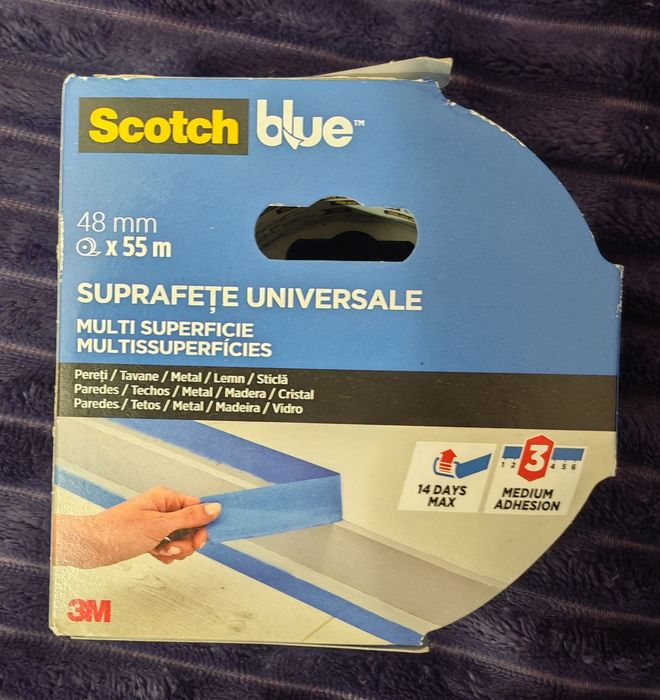 Scotch blue™
48 mm
x 55 m
SUPRAFEȚE UNIVERSALE
MULTI SUPERFICIE
MULTISSUPERFÍCIES
Pereți / Tavane / Metal / Lemn / Sticlă
Paredes / Techos / Metal / Madera / Cristal
Paredes / Tetos / Metal / Madeira / Vidro
14 DAYS
MAX
1 2 3 4 5 6
MEDIUM
ADHESION
3M